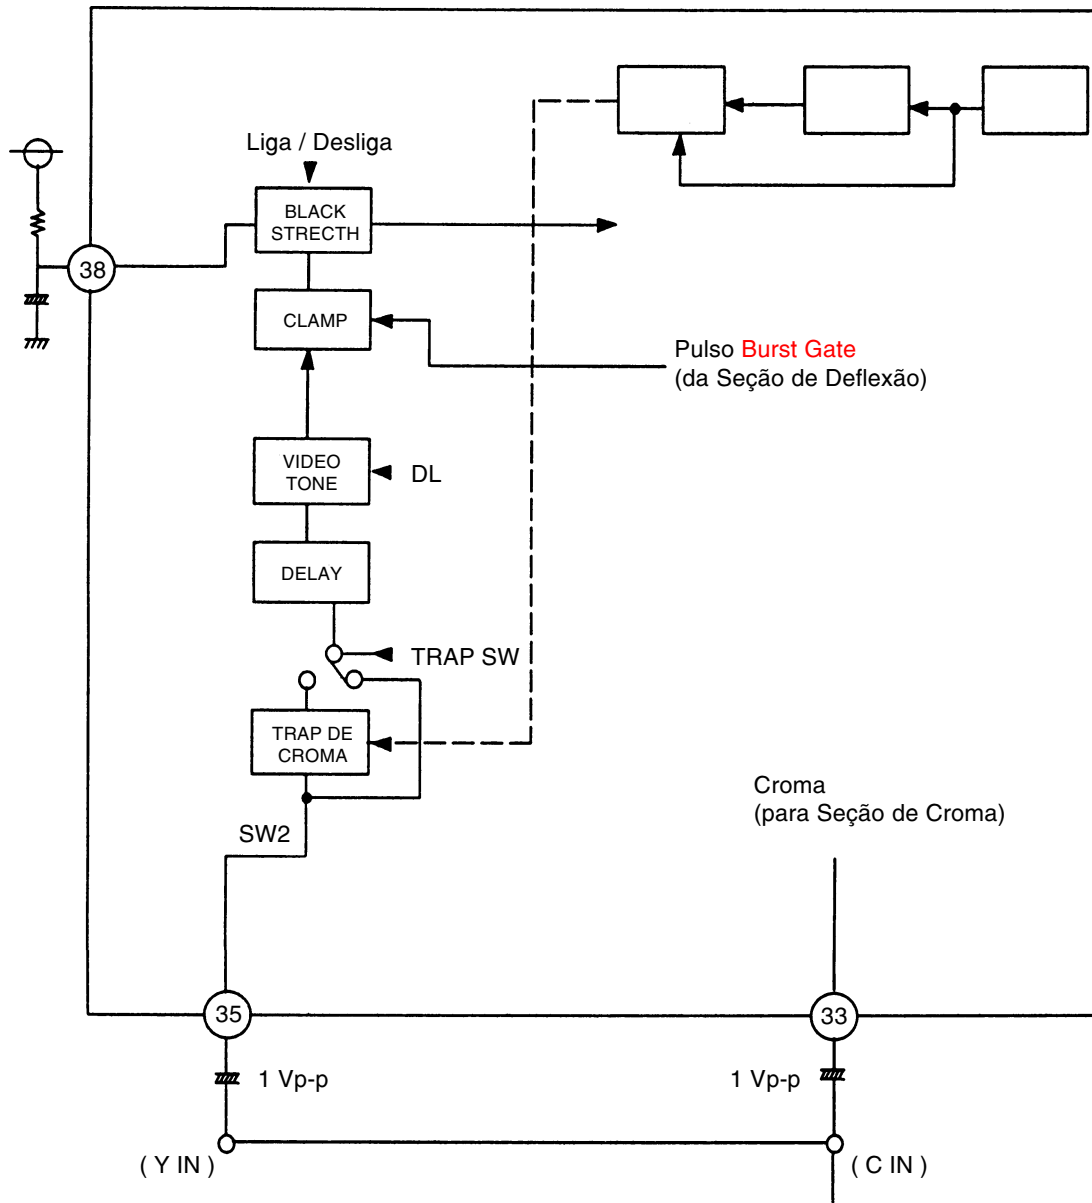 Liga / Desliga
BLACK
STRECTH
38
CLAMP
Pulso Burst Gate
(da Seção de Deflexão)
VIDEO
TONE
DL
DELAY
TRAP SW
TRAP DE
CROMA
Croma
(para Seção de Croma)
SW2
35
33
1 Vp-p
1 Vp-p
( Y IN )
( C IN )